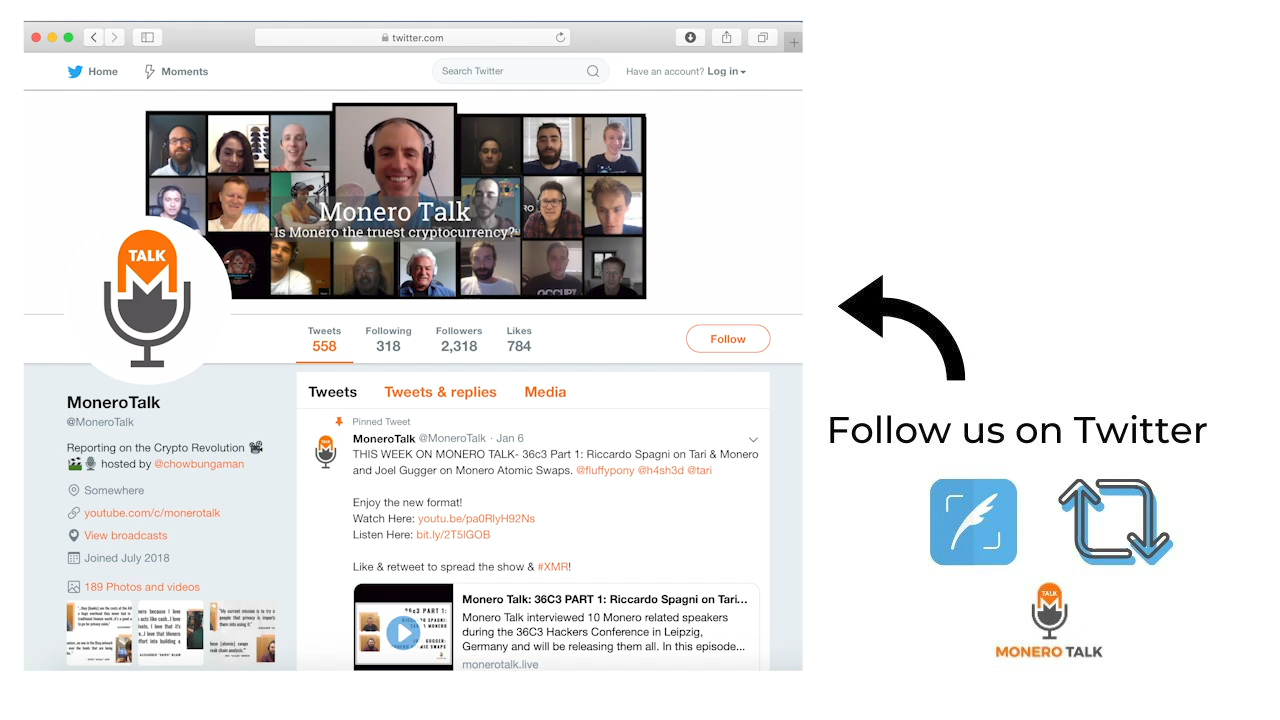 twitter.com
Home
Moments
Search Twitter
Have an account? Log in
Monero Talk
Is Monero the truest cryptocurrency?
TALK
Tweets
558
Following
318
Followers
2,318
Likes
784
Follow
MoneroTalk
@MoneroTalk
Reporting on the Crypto Revolution
hosted by @chowbungaman
Somewhere
youtube.com/c/monerotalk
View broadcasts
Joined July 2018
189 Photos and videos
Tweets
Tweets & replies
Media
Pinned Tweet
MoneroTalk @MoneroTalk · Jan 6
THIS WEEK ON MONERO TALK- 36c3 Part 1: Riccardo Spagni on Tari & Monero
and Joel Gugger on Monero Atomic Swaps. @fluffypony @h4sh3d @tari
Enjoy the new format!
Watch Here: youtu.be/pa0RlyH92Ns
Listen Here: bit.ly/2T5IGOB
Like & retweet to spread the show & #XMR!
Monero Talk: 36C3 PART 1: Riccardo Spagni on Tari...
Monero Talk interviewed 10 Monero related speakers
during the 36C3 Hackers Conference in Leipzig,
Germany and will be releasing them all. In this episode...
monerotalk.live
Follow us on Twitter
TALK
MONERO TALK